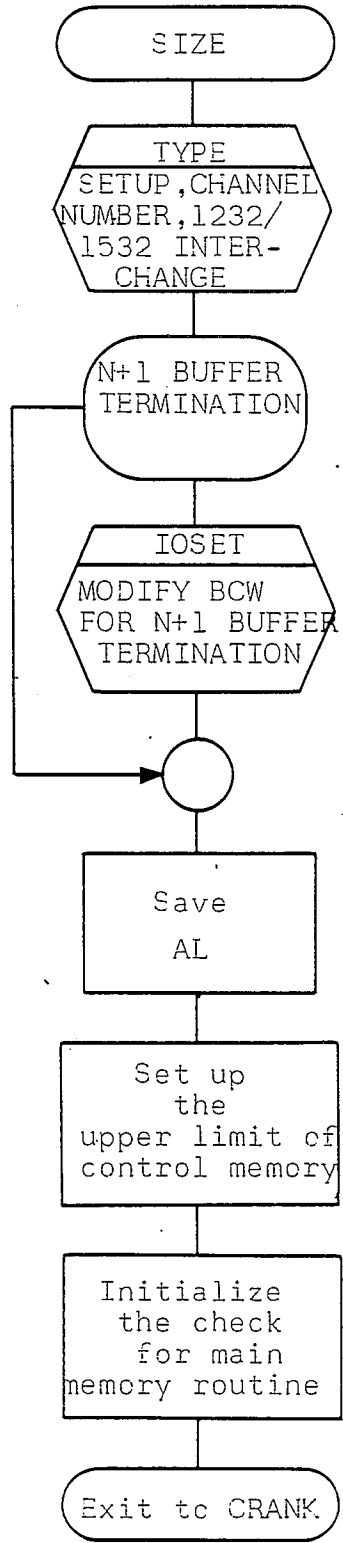 SIZE
TYPE
SETUP,CHANNEL
NUMBER,1232/
1532 INTER-
CHANGE
N+1 BUFFER
TERMINATION
IOSET
MODIFY BCW
FOR N+1 BUFFER
TERMINATION
Save
AL
Set up
the
upper limit of
control memory
Initialize
the check
for main
memory routine
Exit to CRANK